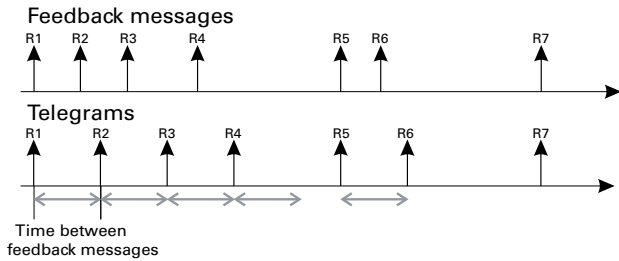 Feedback messages
R1 R2 R3 R4 R5 R6 R7
Telegrams
R1 R2 R3 R4 R5 R6 R7
Time between
feedback messages